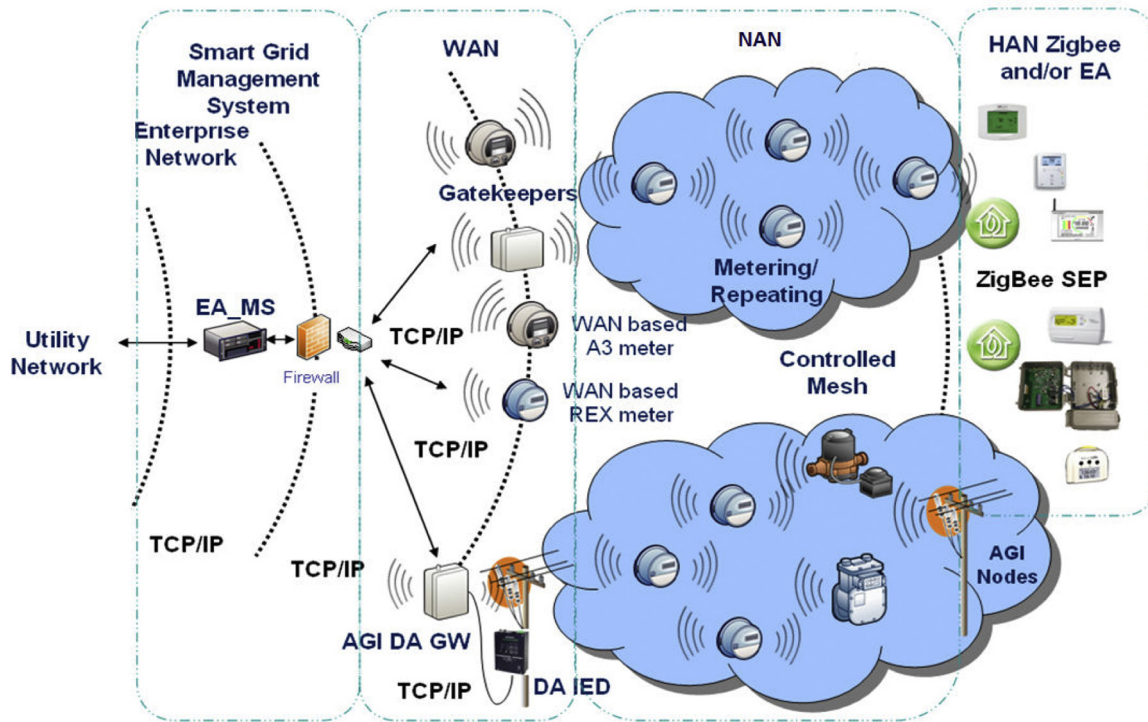 Smart Grid
Management
System
Enterprise
Network
WAN
NAN
HAN Zigbee
and/or EA
Gatekeepers
Metering/
Repeating
ZigBee SEP
EA_MS
Utility
Network
Firewall
TCP/IP
WAN based
A3 meter
WAN based
REX meter
Controlled
Mesh
TCP/IP
TCP/IP
TCP/IP
AGI
Nodes
AGI DA GW
TCP/IP
DA IED